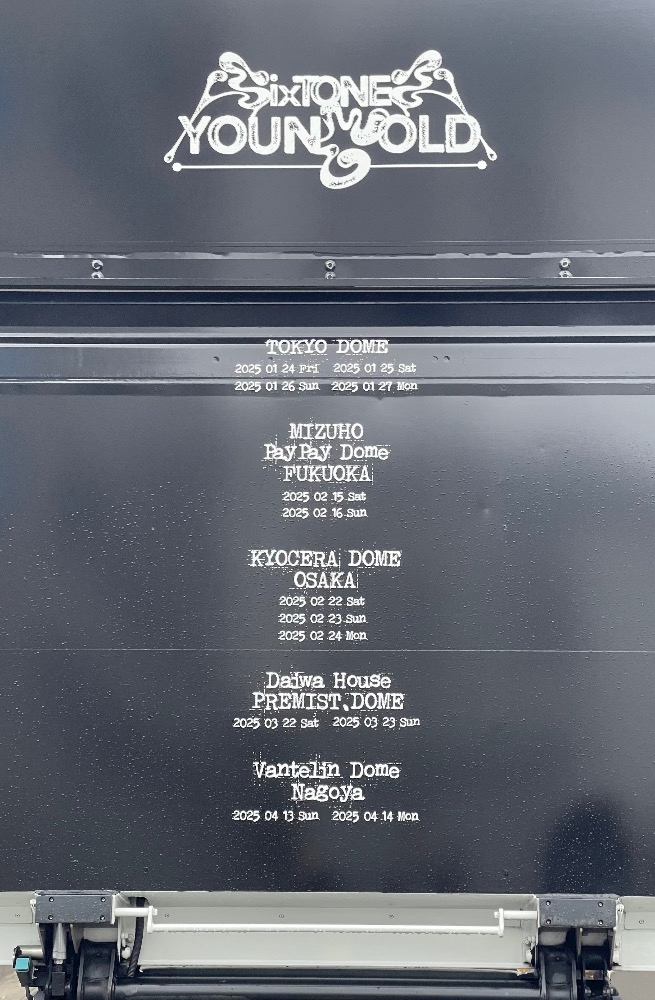 SixTONES
YOUNG OLD
TOKYO DOME
2025 01 24 Fri 2025 01 25 Sat
2025 01 26 Sun 2025 01 27 Mon
MIZUHO
PayPay Dome
FUKUOKA
2025 02 15 Sat
2025 02 16 Sun
KYOCERA DOME
OSAKA
2025 02 22 Sat
2025 02 23 Sun
2025 02 24 Mon
Daiwa House
PREMIST DOME
2025 03 22 Sat 2025 03 23 Sun
Vantelin Dome
Nagoya
2025 04 13 Sun 2025 04 14 Mon